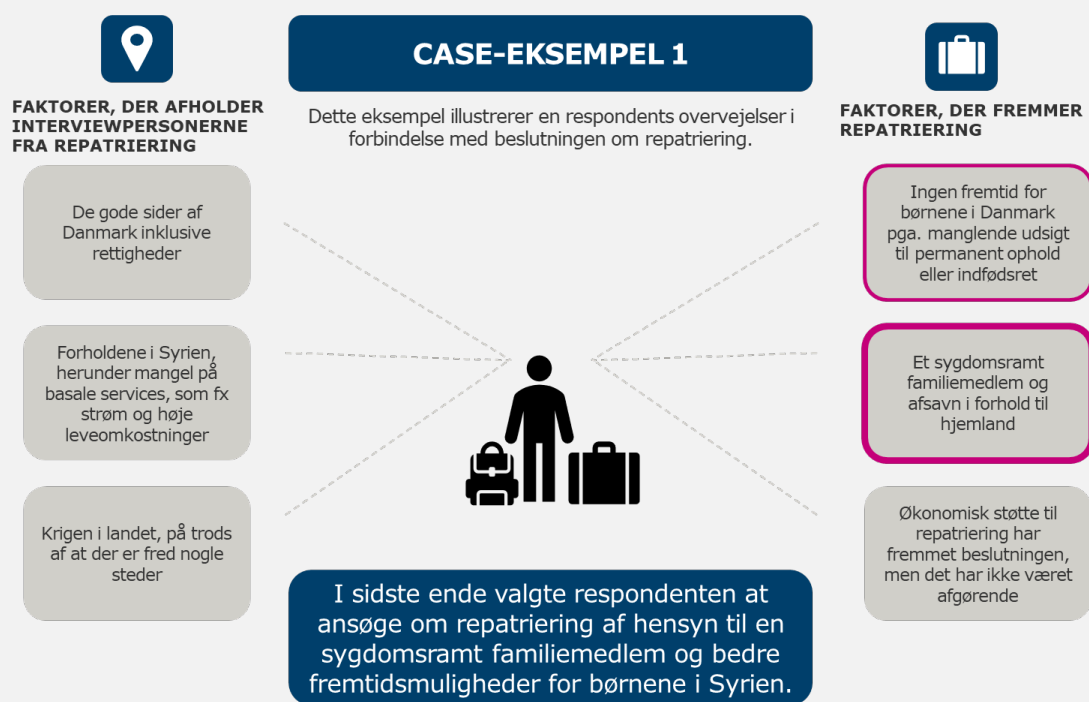 CASE-EKSEMPEL 1
Dette eksempel illustrerer en respondents overvejelser i
forbindelse med beslutningen om repatriering.
FAKTORER, DER AFHOLDER
INTERVIEWPERSONERNE
FRA REPATRIERING
De gode sider af
Danmark inklusive
rettigheder
Forholdene i Syrien,
herunder mangel på
basale services, som fx
strøm og høje
leveomkostninger
Krigen i landet, på trods
af at der er fred nogle
steder
FAKTORER, DER FREMMER
REPATRIERING
Ingen fremtid for
børnene i Danmark
pga. manglende udsigt
til permanent ophold
eller indfødsret
Et sygdomsramt
familiemedlem og
afsavn i forhold til
hjemland
Økonomisk støtte til
repatriering har
fremmet beslutningen,
men det har ikke været
afgørende
I sidste ende valgte respondenten at
ansøge om repatriering af hensyn til en
sygdomsramt familiemedlem og bedre
fremtidsmuligheder for børnene i Syrien.